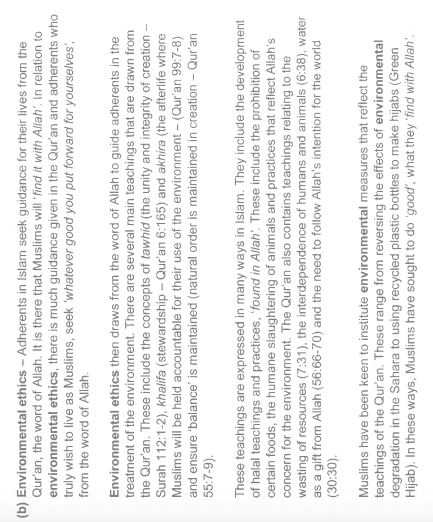 (b) Environmental ethics – Adherents in Islam seek guidance for their lives from the
Qur'an, the word of Allah. It is there that Muslims will 'find it with Allah'. In relation to
environmental ethics, there is much guidance given in the Qur'an and adherents who
truly wish to live as Muslims, seek 'whatever good you put forward for yourselves',
from the word of Allah.
Environmental ethics then draws from the word of Allah to guide adherents in the
treatment of the environment. There are several main teachings that are drawn from
the Qur'an. These include the concepts of tawhid (the unity and integrity of creation –
Surah 112:1-2), khalifa (stewardship – Qur'an 6:165) and akhira (the afterlife where
Muslims will be held accountable for their use of the environment – (Qur'an 99:7-8)
and ensure 'balance' is maintained (natural order is maintained in creation – Qur'an
55:7-9).
These teachings are expressed in many ways in Islam. They include the development
of halal teachings and practices, 'found in Allah'. These include the prohibition of
certain foods, the humane slaughtering of animals and practices that reflect Allah's
concern for the environment. The Qur'an also contains teachings relating to the
wasting of resources (7:31), the interdependence of humans and animals (6:38), water
as a gift from Allah (56:66-70) and the need to follow Allah's intention for the world
(30:30).
Muslims have been keen to institute environmental measures that reflect the
teachings of the Qur'an. These range from reversing the effects of environmental
degradation in the Sahara to using recycled plastic bottles to make hijabs (Green
Hijab). In these ways, Muslims have sought to do 'good', what they 'find with Allah'.